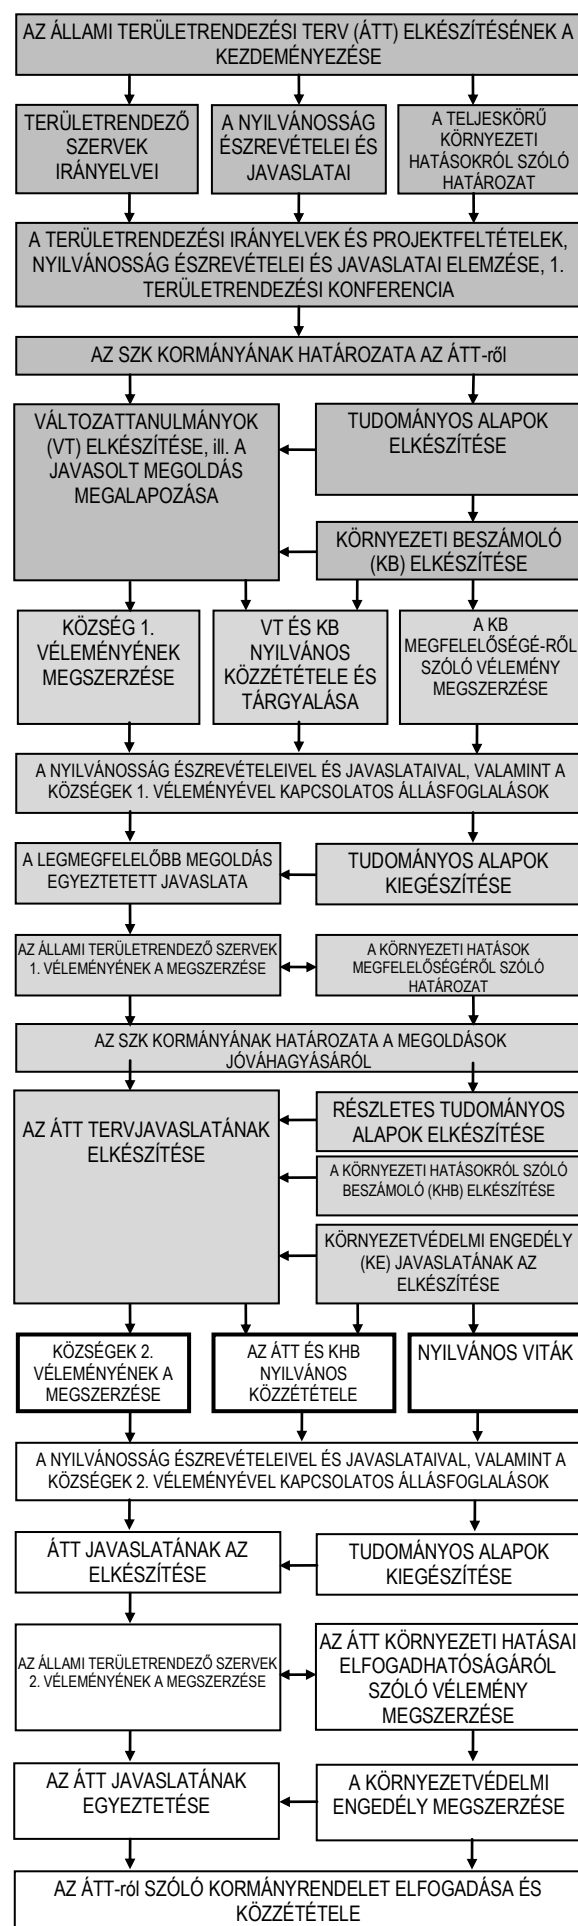 AZ ÁLLAMI TERÜLETRENDEZÉSI TERV (ÁTT) ELKÉSZÍTÉSÉNEK A
KEZDEMÉNYEZÉSE
TERÜLETRENDEZŐ
SZERVEK
IRÁNYELVEI
A NYILVÁNOSSÁG
ÉSZREVÉTELEI ÉS
JAVASLATAI
A TELJESKÖRŰ
KÖRNYEZETI
HATÁSOKRÓL SZÓLÓ
HATÁROZAT
A TERÜLETRENDEZÉSI IRÁNYELVEK ÉS PROJEKTFELTÉTELEK,
NYILVÁNOSSÁG ÉSZREVÉTELEI ÉS JAVASLATAI ELEMZÉSE, 1.
TERÜLETRENDEZÉSI KONFERENCIA
AZ SZK KORMÁNYÁNAK HATÁROZATA AZ ÁTT-ről
VÁLTOZATTANULMÁNYOK
(VT) ELKÉSZÍTÉSE, ill. A
JAVASOLT MEGOLDÁS
MEGALAPOZÁSA
TUDOMÁNYOS ALAPOK
ELKÉSZÍTÉSE
KÖRNYEZETI BESZÁMOLÓ
(KB) ELKÉSZÍTÉSE
KÖZSÉG 1.
VÉLEMÉNYÉNEK
MEGSZERZÉSE
VT ÉS KB
NYILVÁNOS
KÖZZÉTÉTELE ÉS
TÁRGYALÁSA
A KB
MEGFELELŐSÉGÉ-RŐL
SZÓLÓ VÉLEMÉNY
MEGSZERZÉSE
A NYILVÁNOSSÁG ÉSZREVÉTELEIVEL ÉS JAVASLATAIVAL, VALAMINT A
KÖZSÉGEK 1. VÉLEMÉNYÉVEL KAPCSOLATOS ÁLLÁSFOGLALÁSOK
A LEGMEGFELELŐBB MEGOLDÁS
EGYEZTETETT JAVASLATA
TUDOMÁNYOS ALAPOK
KIEGÉSZÍTÉSE
AZ ÁLLAMI TERÜLETRENDEZŐ SZERVEK
1. VÉLEMÉNYÉNEK A MEGSZERZÉSE
A KÖRNYEZETI HATÁSOK
MEGFELELŐSÉGÉRŐL SZÓLÓ
HATÁROZAT
AZ SZK KORMÁNYÁNAK HATÁROZATA A MEGOLDÁSOK
JÓVÁHAGYÁSÁRÓL
AZ ÁTT TERVJAVASLATÁNAK
ELKÉSZÍTÉSE
RÉSZLETES TUDOMÁNYOS
ALAPOK ELKÉSZÍTÉSE
A KÖRNYEZETI HATÁSOKRÓL SZÓLÓ
BESZÁMOLÓ (KHB) ELKÉSZÍTÉSE
KÖRNYEZETVÉDELMI ENGEDÉLY
(KE) JAVASLATÁNAK AZ
ELKÉSZÍTÉSE
KÖZSÉGEK 2.
VÉLEMÉNYÉNEK A
MEGSZERZÉSE
AZ ÁTT ÉS KHB
NYILVÁNOS
KÖZZÉTÉTELE
NYILVÁNOS VITÁK
A NYILVÁNOSSÁG ÉSZREVÉTELEIVEL ÉS JAVASLATAIVAL, VALAMINT A
KÖZSÉGEK 2. VÉLEMÉNYÉVEL KAPCSOLATOS ÁLLÁSFOGLALÁSOK
ÁTT JAVASLATÁNAK AZ
ELKÉSZÍTÉSE
TUDOMÁNYOS ALAPOK
KIEGÉSZÍTÉSE
AZ ÁLLAMI TERÜLETRENDEZŐ SZERVEK
2. VÉLEMÉNYÉNEK A MEGSZERZÉSE
AZ ÁTT KÖRNYEZETI HATÁSAI
ELFOGADHATÓSÁGÁRÓL
SZÓLÓ VÉLEMÉNY
MEGSZERZÉSE
AZ ÁTT JAVASLATÁNAK
EGYEZTETÉSE
A KÖRNYEZETVÉDELMI
ENGEDÉLY MEGSZERZÉSE
AZ ÁTT-ról SZÓLÓ KORMÁNYRENDELET ELFOGADÁSA ÉS
KÖZZÉTÉTELE